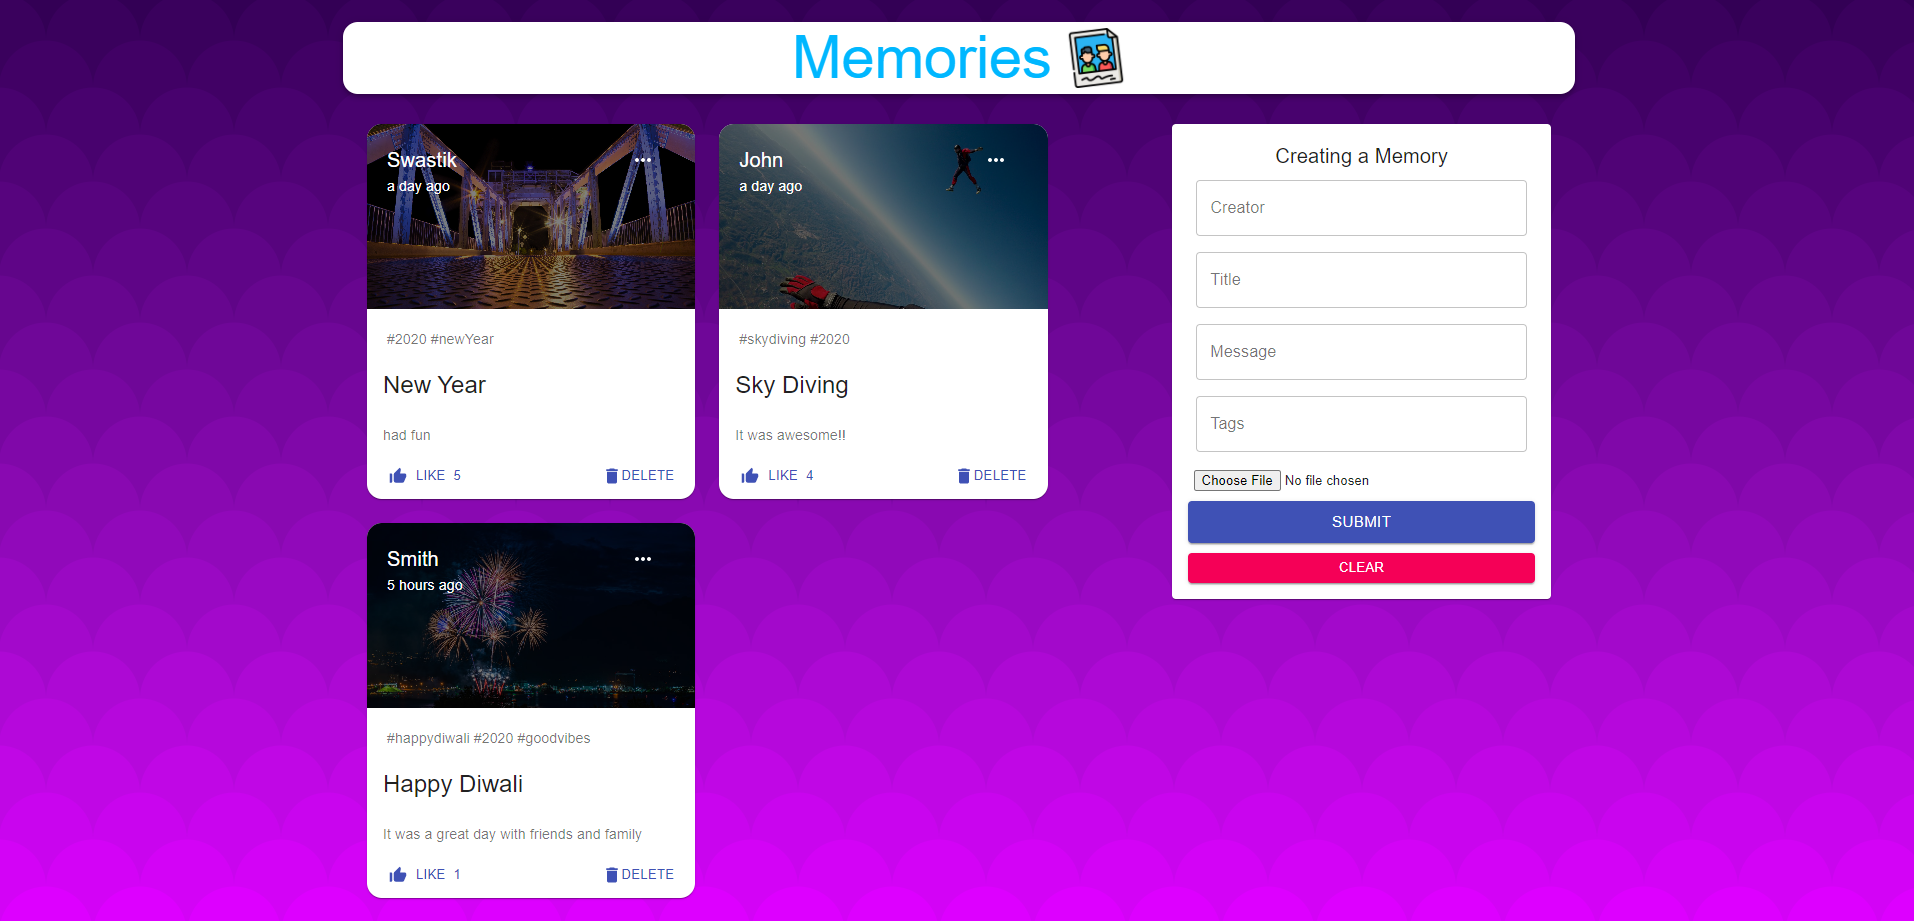 Memories
Swastik
a day ago
#2020 #newYear
New Year
had fun
LIKE 5
DELETE
John
a day ago
#skydiving #2020
Sky Diving
It was awesome!!
LIKE 4
DELETE
Smith
5 hours ago
#happydiwali #2020 #goodvibes
Happy Diwali
It was a great day with friends and family
LIKE 1
DELETE
Creating a Memory
Creator
Title
Message
Tags
Choose File No file chosen
SUBMIT
CLEAR